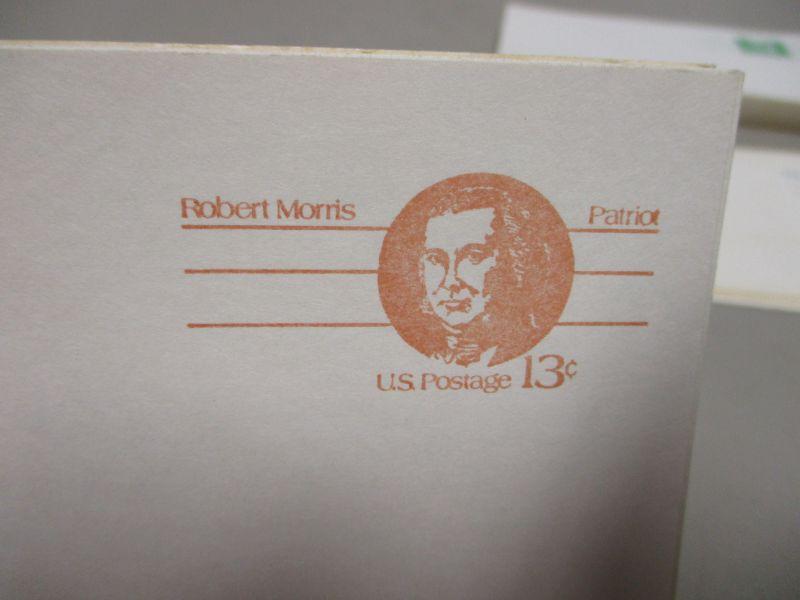 Robert Morris Patriot
U.S. Postage 13¢